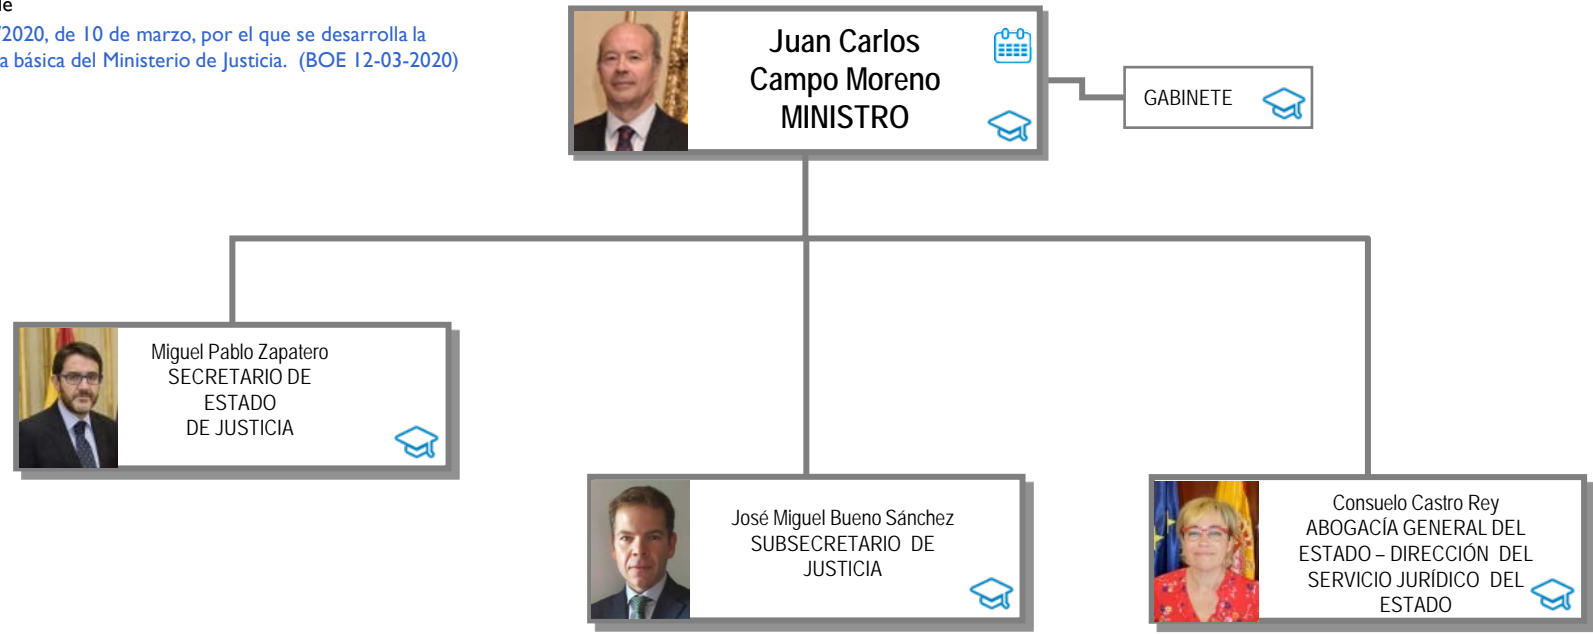 de
/2020, de 10 de marzo, por el que se desarrolla la
a básica del Ministerio de Justicia. (BOE 12-03-2020)
Juan Carlos
Campo Moreno
MINISTRO
GABINETE
Miguel Pablo Zapatero
SECRETARIO DE
ESTADO
DE JUSTICIA
José Miguel Bueno Sánchez
SUBSECRETARIO DE
JUSTICIA
Consuelo Castro Rey
ABOGACÍA GENERAL DEL
ESTADO – DIRECCIÓN DEL
SERVICIO JURÍDICO DEL
ESTADO